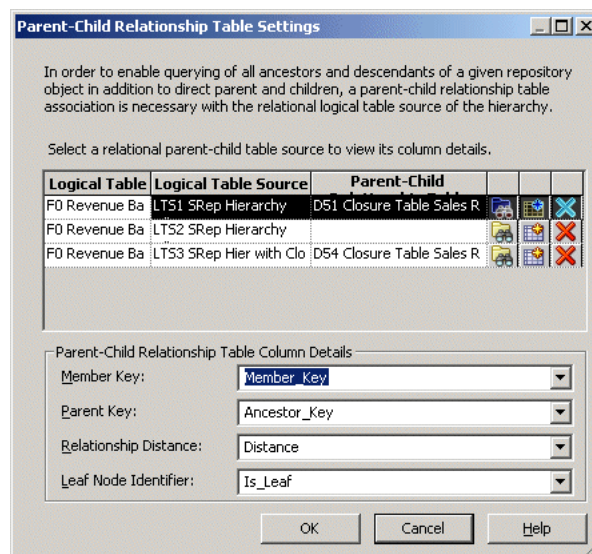 Parent-Child Relationship Table Settings
In order to enable querying of all ancestors and descendants of a given repository
object in addition to direct parent and children, a parent-child relationship table
association is necessary with the relational logical table source of the hierarchy.
Select a relational parent-child table source to view its column details.
Logical Table Logical Table Source Parent-Child
F0 Revenue Ba LTS1 SRep Hierarchy D51 Closure Table Sales R
F0 Revenue Ba LTS2 SRep Hierarchy
F0 Revenue Ba LTS3 SRep Hier with Clo D54 Closure Table Sales R
Parent-Child Relationship Table Column Details
Member Key: Member_Key
Parent Key: Ancestor_Key
Relationship Distance: Distance
Leaf Node Identifier: Is_Leaf
OK Cancel Help